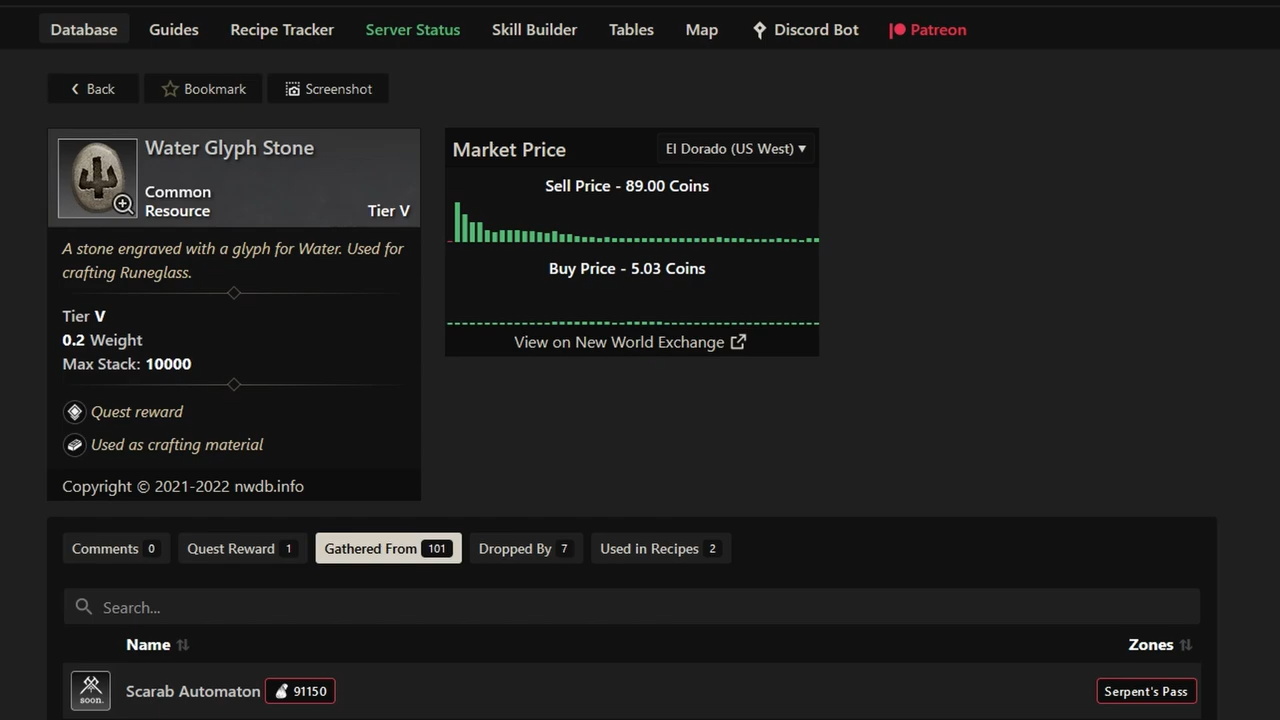 Database Guides Recipe Tracker Server Status Skill Builder Tables Map Discord Bot Patreon
Back Bookmark Screenshot
Water Glyph Stone
Common
Resource Tier V
A stone engraved with a glyph for Water. Used for
crafting Runeglass.
Tier V
0.2 Weight
Max Stack: 10000
Quest reward
Used as crafting material
Copyright © 2021-2022 nwdb.info
Market Price El Dorado (US West)
Sell Price - 89.00 Coins
Buy Price - 5.03 Coins
View on New World Exchange
Comments 0 Quest Reward 1 Gathered From 101 Dropped By 7 Used in Recipes 2
Search...
Name Zones
soon. Scarab Automaton 91150 Serpent's Pass